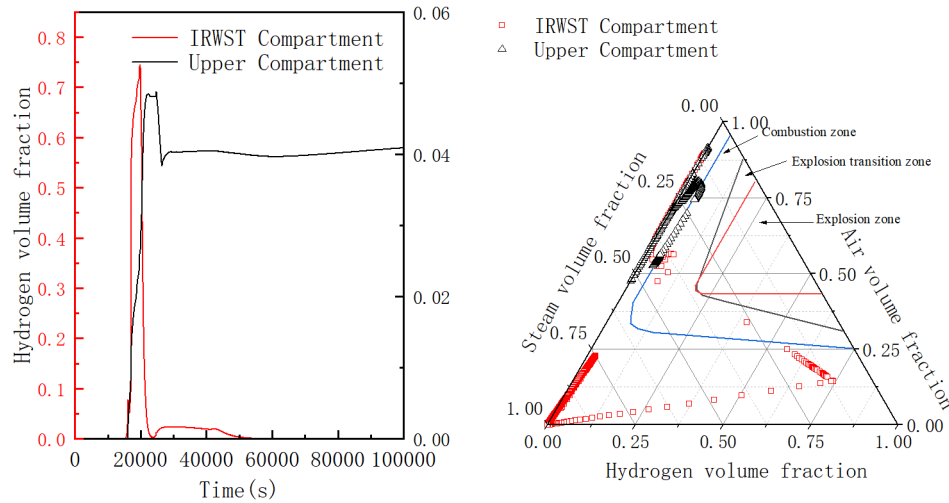 IRWST Compartment
Upper Compartment
Hydrogen volume fraction
0.8
0.7
0.6
0.5
0.4
0.3
0.2
0.1
0.0
0.06
0.04
0.02
0.00
0 20000 40000 60000 80000 100000
Time(s)
IRWST Compartment
Upper Compartment
0.00
1.00
Combustion zone
Explosion transition zone
Explosion zone
Steam volume fraction
Air volume fraction
0.25
0.75
0.50
0.50
0.75
0.25
1.00
0.00
0.00 0.25 0.50 0.75 1.00
Hydrogen volume fraction